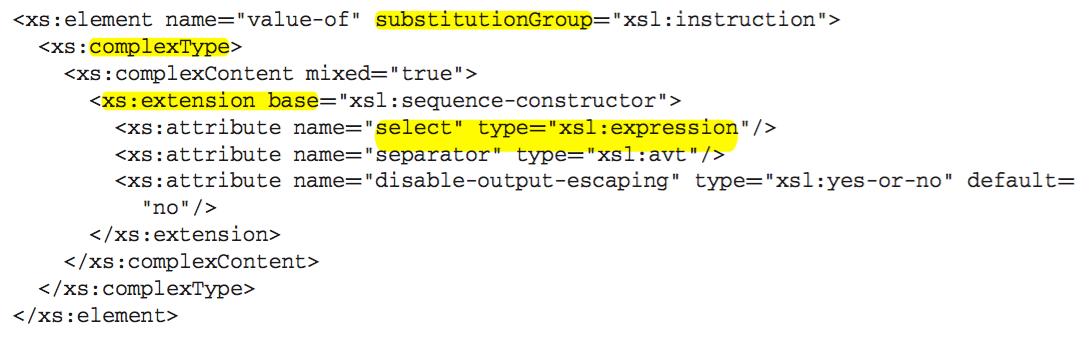 <xs:element name="value-of" substitutionGroup="xsl:instruction">
<xs:complexType>
<xs:complexContent mixed="true">
<xs:extension base="xsl:sequence-constructor">
<xs:attribute name="select" type="xsl:expression"/>
<xs:attribute name="separator" type="xsl:avt"/>
<xs:attribute name="disable-output-escaping" type="xsl:yes-or-no" default=
"no"/>
</xs:extension>
</xs:complexContent>
</xs:complexType>
</xs:element>